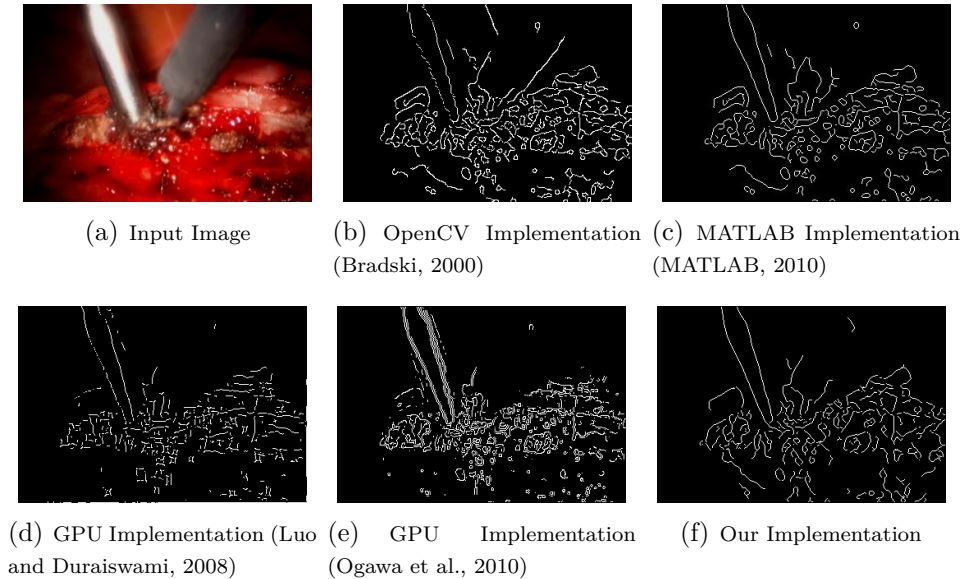 (a) Input Image
(b) OpenCV Implementation
(Bradski, 2000)
(c) MATLAB Implementation
(MATLAB, 2010)
(d) GPU Implementation (Luo
and Duraiswami, 2008)
(e) GPU Implementation
(Ogawa et al., 2010)
(f) Our Implementation